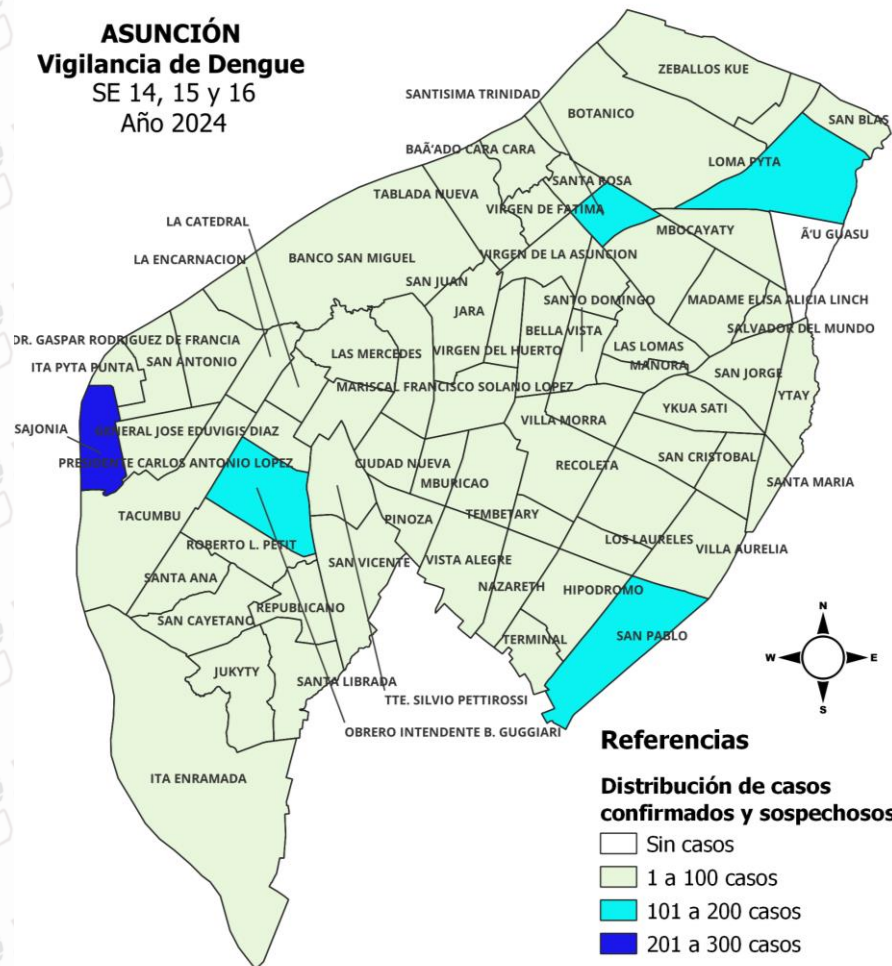 ASUNCIÓN
Vigilancia de Dengue
SE 14, 15 y 16
Año 2024
ZEBALLOS KUE
SANTISIMA TRINIDAD
BOTANICO
SAN BLAS
BAÃ'ADO CARA CARA
LOMA PYTA
SANTA ROSA
TABLADA NUEVA
VIRGEN DE FATIMA
LA CATEDRAL
MBOCAYATY
Ã'U GUASU
LA ENCARNACION
BANCO SAN MIGUEL
VIRGEN DE LA ASUNCION
SAN JUAN
SANTO DOMINGO
MADAME ELISA ALICIA LINCH
JARA
BELLA VISTA
SALVADOR DEL MUNDO
DR. GASPAR RODRIGUEZ DE FRANCIA
LAS MERCEDES
VIRGEN DEL HUERTO
LAS LOMAS
ITA PYTA PUNTA
SAN ANTONIO
MANORA
SAN JORGE
MARISCAL FRANCISCO SOLANO LOPEZ
YTAY
YKUA SATI
SAJONIA
GENERAL JOSE EDUVIGIS DIAZ
VILLA MORRA
PRESIDENTE CARLOS ANTONIO LOPEZ
CIUDAD NUEVA
RECOLETA
SAN CRISTOBAL
MBURICAO
SANTA MARIA
TACUMBU
PINOZA
TEMBETARY
ROBERTO L. PETIT
LOS LAURELES
VILLA AURELIA
SAN VICENTE
VISTA ALEGRE
SANTA ANA
NAZARETH
HIPODROMO
REPUBLICANO
SAN CAYETANO
TERMINAL
SAN PABLO
JUKYTY
SANTA LIBRADA
TTE. SILVIO PETTIROSSI
OBRERO INTENDENTE B. GUGGIARI
ITA ENRAMADA
N
W
E
S
Referencias
Distribución de casos
confirmados y sospechosos
Sin casos
1 a 100 casos
101 a 200 casos
201 a 300 casos